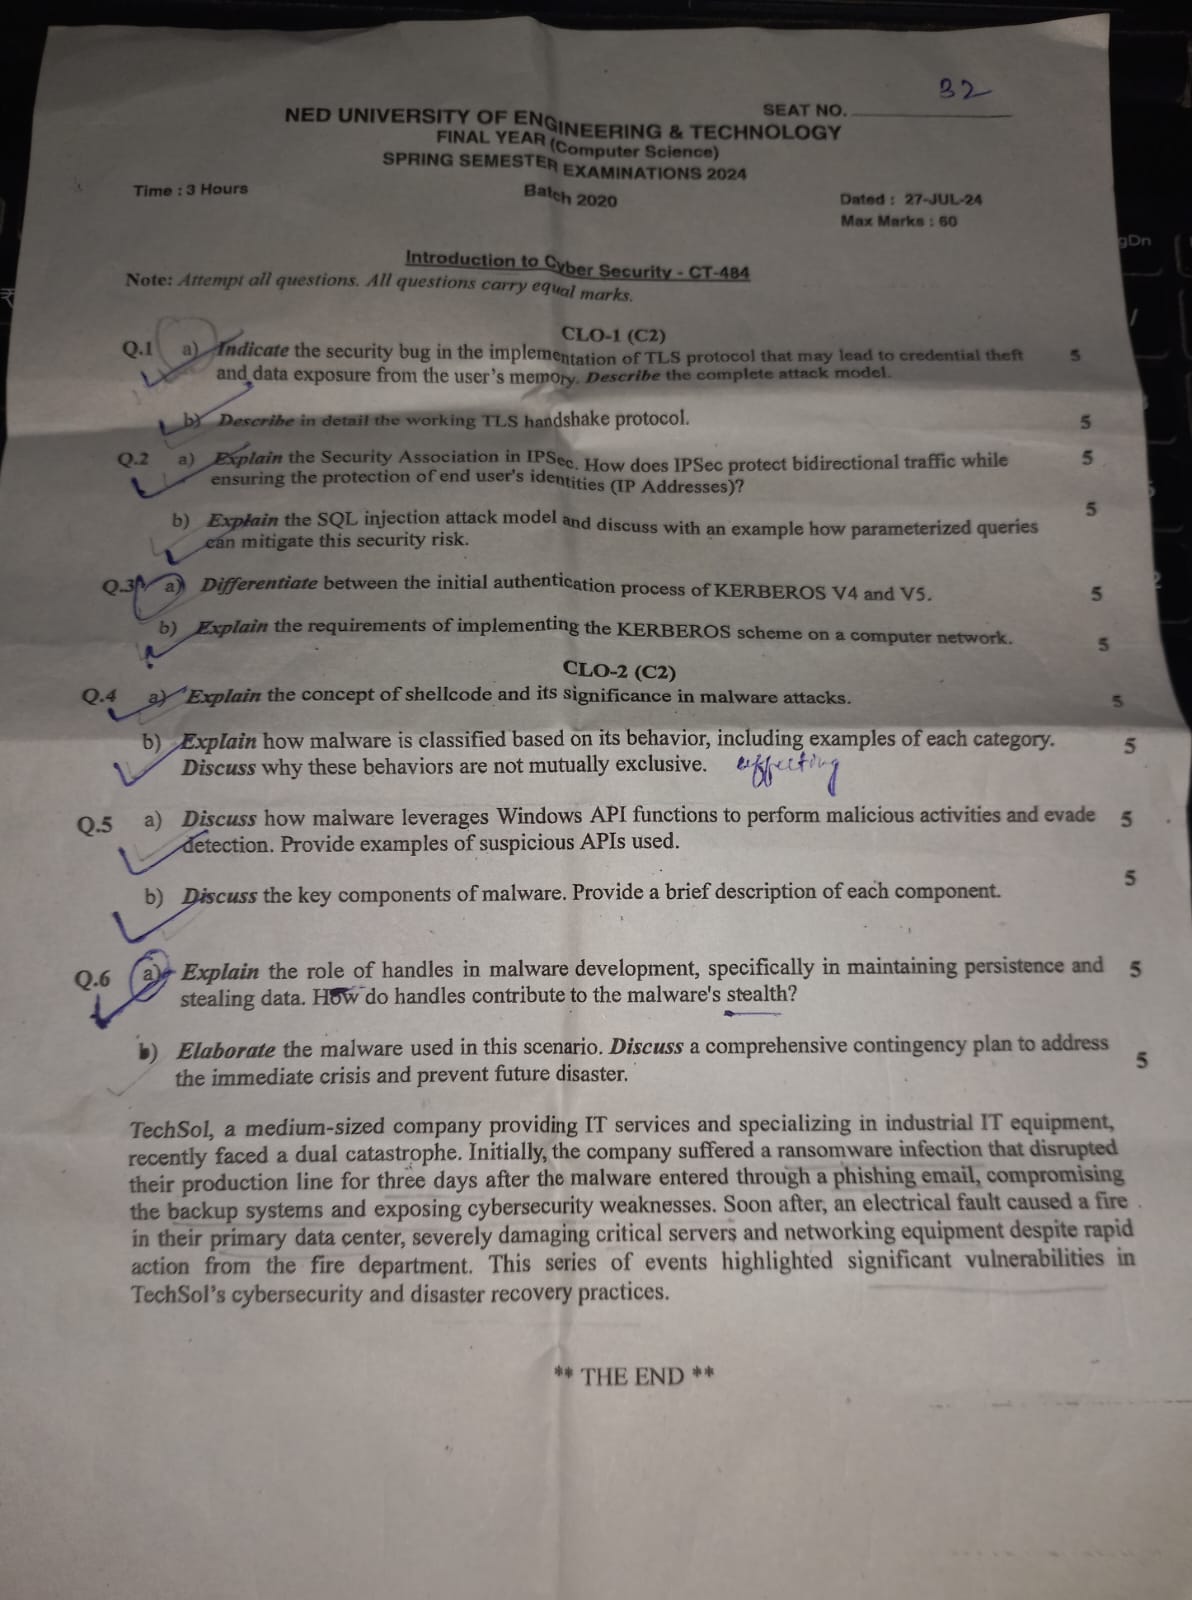 32
SEAT NO.
NED UNIVERSITY OF ENGINEERING & TECHNOLOGY
FINAL YEAR (Computer Science)
SPRING SEMESTER EXAMINATIONS 2024
Time : 3 Hours
Batch 2020
Dated : 27-JUL-24
Max Marks : 60
Introduction to Cyber Security - CT-484
Note: Attempt all questions. All questions carry equal marks.
CLO-1 (C2)
Q.1 a) Indicate the security bug in the implementation of TLS protocol that may lead to credential theft 5
and data exposure from the user's memory. Describe the complete attack model.
b) Describe in detail the working TLS handshake protocol. 5
Q.2 a) Explain the Security Association in IPSec. How does IPSec protect bidirectional traffic while 5
ensuring the protection of end user's identities (IP Addresses)?
b) Explain the SQL injection attack model and discuss with an example how parameterized queries 5
can mitigate this security risk.
Q.3 a) Differentiate between the initial authentication process of KERBEROS V4 and V5. 5
b) Explain the requirements of implementing the KERBEROS scheme on a computer network. 5
CLO-2 (C2)
Q.4 a) Explain the concept of shellcode and its significance in malware attacks. 5
b) Explain how malware is classified based on its behavior, including examples of each category. 5
Discuss why these behaviors are not mutually exclusive. effecting
Q.5 a) Discuss how malware leverages Windows API functions to perform malicious activities and evade 5
detection. Provide examples of suspicious APIs used.
b) Discuss the key components of malware. Provide a brief description of each component. 5
Q.6 a) Explain the role of handles in malware development, specifically in maintaining persistence and 5
stealing data. How do handles contribute to the malware's stealth?
b) Elaborate the malware used in this scenario. Discuss a comprehensive contingency plan to address 5
the immediate crisis and prevent future disaster.
TechSol, a medium-sized company providing IT services and specializing in industrial IT equipment,
recently faced a dual catastrophe. Initially, the company suffered a ransomware infection that disrupted
their production line for three days after the malware entered through a phishing email, compromising
the backup systems and exposing cybersecurity weaknesses. Soon after, an electrical fault caused a fire
in their primary data center, severely damaging critical servers and networking equipment despite rapid
action from the fire department. This series of events highlighted significant vulnerabilities in
TechSol's cybersecurity and disaster recovery practices.
** THE END **
gDn